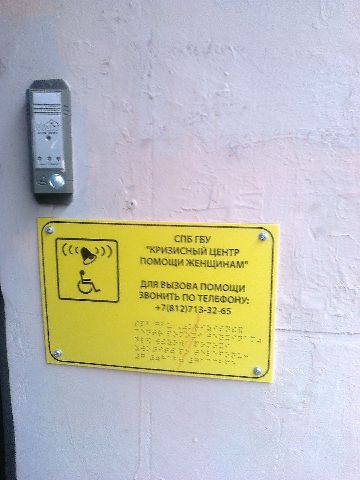 СПБ ГБУ
"КРИЗИСНЫЙ ЦЕНТР
ПОМОЩИ ЖЕНЩИНАМ"
ДЛЯ ВЫЗОВА ПОМОЩИ
ЗВОНИТЬ ПО ТЕЛЕФОНУ:
+7(812)713-32-65